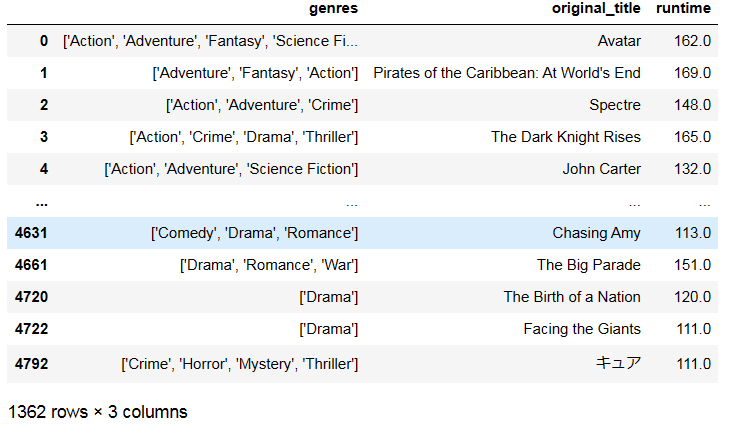 genres original_title runtime
0 ['Action', 'Adventure', 'Fantasy', 'Science Fi... Avatar 162.0
1 ['Adventure', 'Fantasy', 'Action'] Pirates of the Caribbean: At World's End 169.0
2 ['Action', 'Adventure', 'Crime'] Spectre 148.0
3 ['Action', 'Crime', 'Drama', 'Thriller'] The Dark Knight Rises 165.0
4 ['Action', 'Adventure', 'Science Fiction'] John Carter 132.0
... ... ... ...
4631 ['Comedy', 'Drama', 'Romance'] Chasing Amy 113.0
4661 ['Drama', 'Romance', 'War'] The Big Parade 151.0
4720 ['Drama'] The Birth of a Nation 120.0
4722 ['Drama'] Facing the Giants 111.0
4792 ['Crime', 'Horror', 'Mystery', 'Thriller'] キュア 111.0
1362 rows × 3 columns